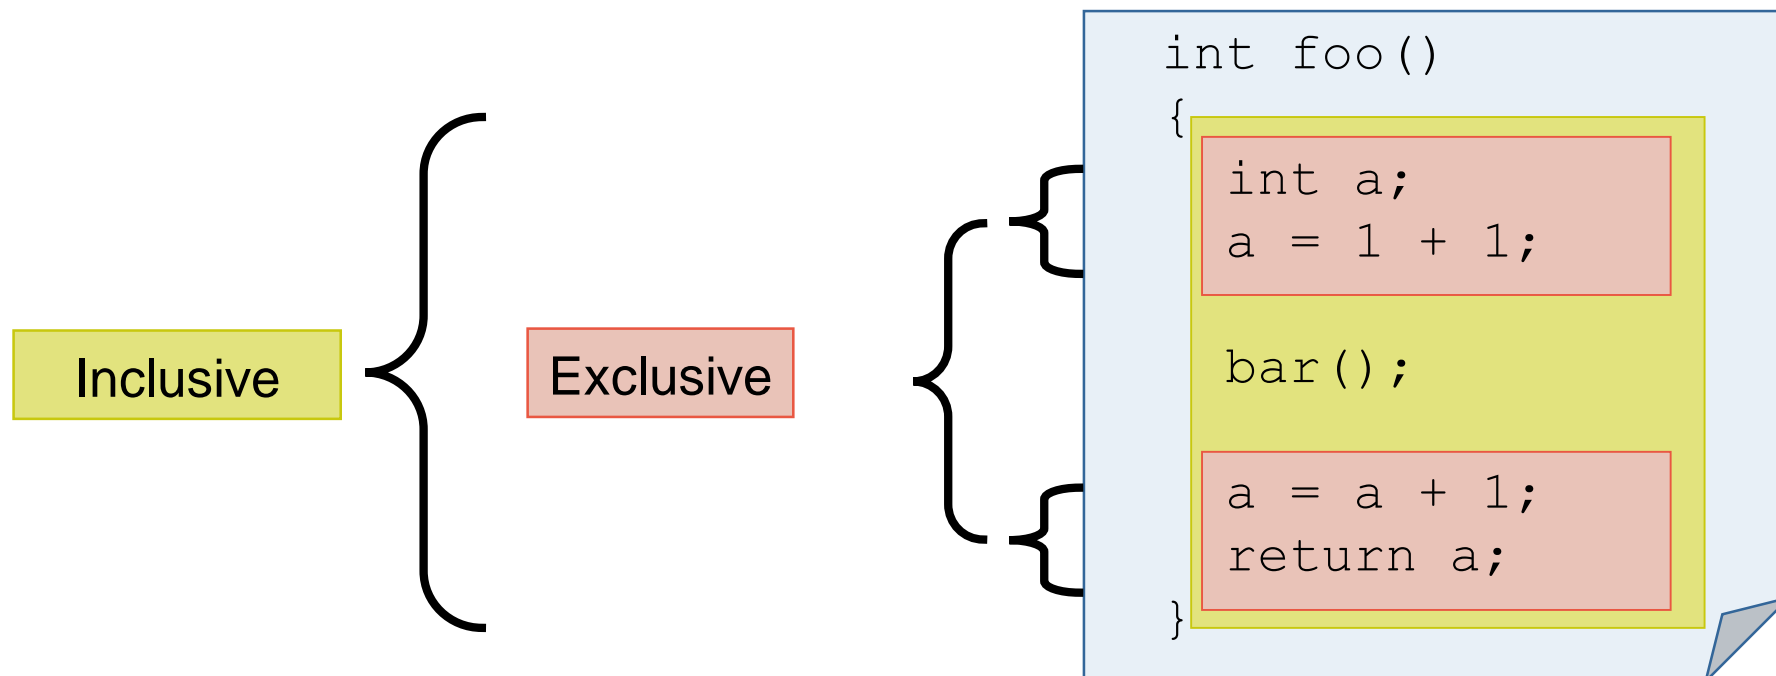 Inclusive
Exclusive
int foo()
{
int a;
a = 1 + 1;
bar();
a = a + 1;
return a;
}